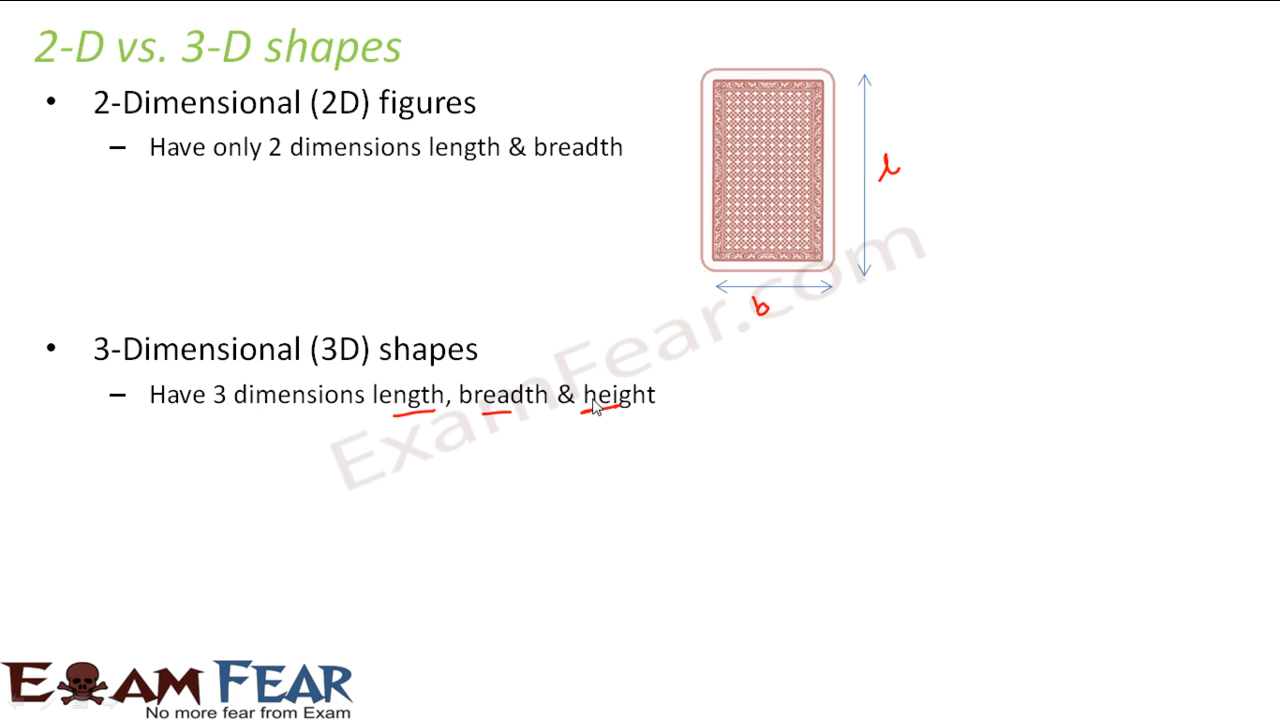 2-D vs. 3-D shapes
• 2-Dimensional (2D) figures
– Have only 2 dimensions length & breadth
l
b
• 3-Dimensional (3D) shapes
– Have 3 dimensions length, breadth & height
ExamFear.com
EXAM FEAR
No more fear from Exam